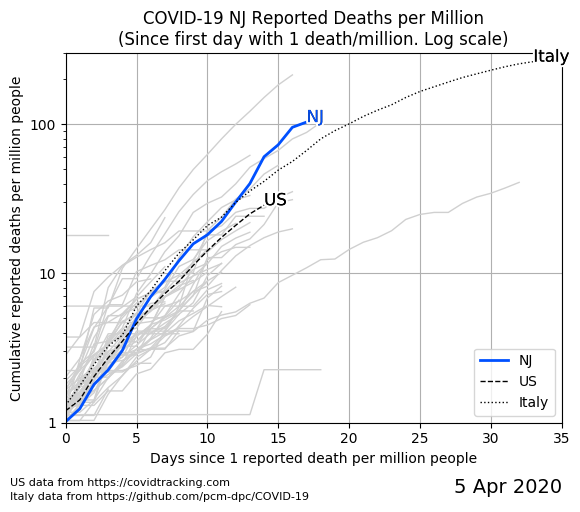 COVID-19 NJ Reported Deaths per Million
(Since first day with 1 death/million. Log scale)
Cumulative reported deaths per million people
100
10
1
Italy
NJ
US
NJ
US
Italy
0 5 10 15 20 25 30 35
Days since 1 reported death per million people
US data from https://covidtracking.com
Italy data from https://github.com/pcm-dpc/COVID-19
5 Apr 2020